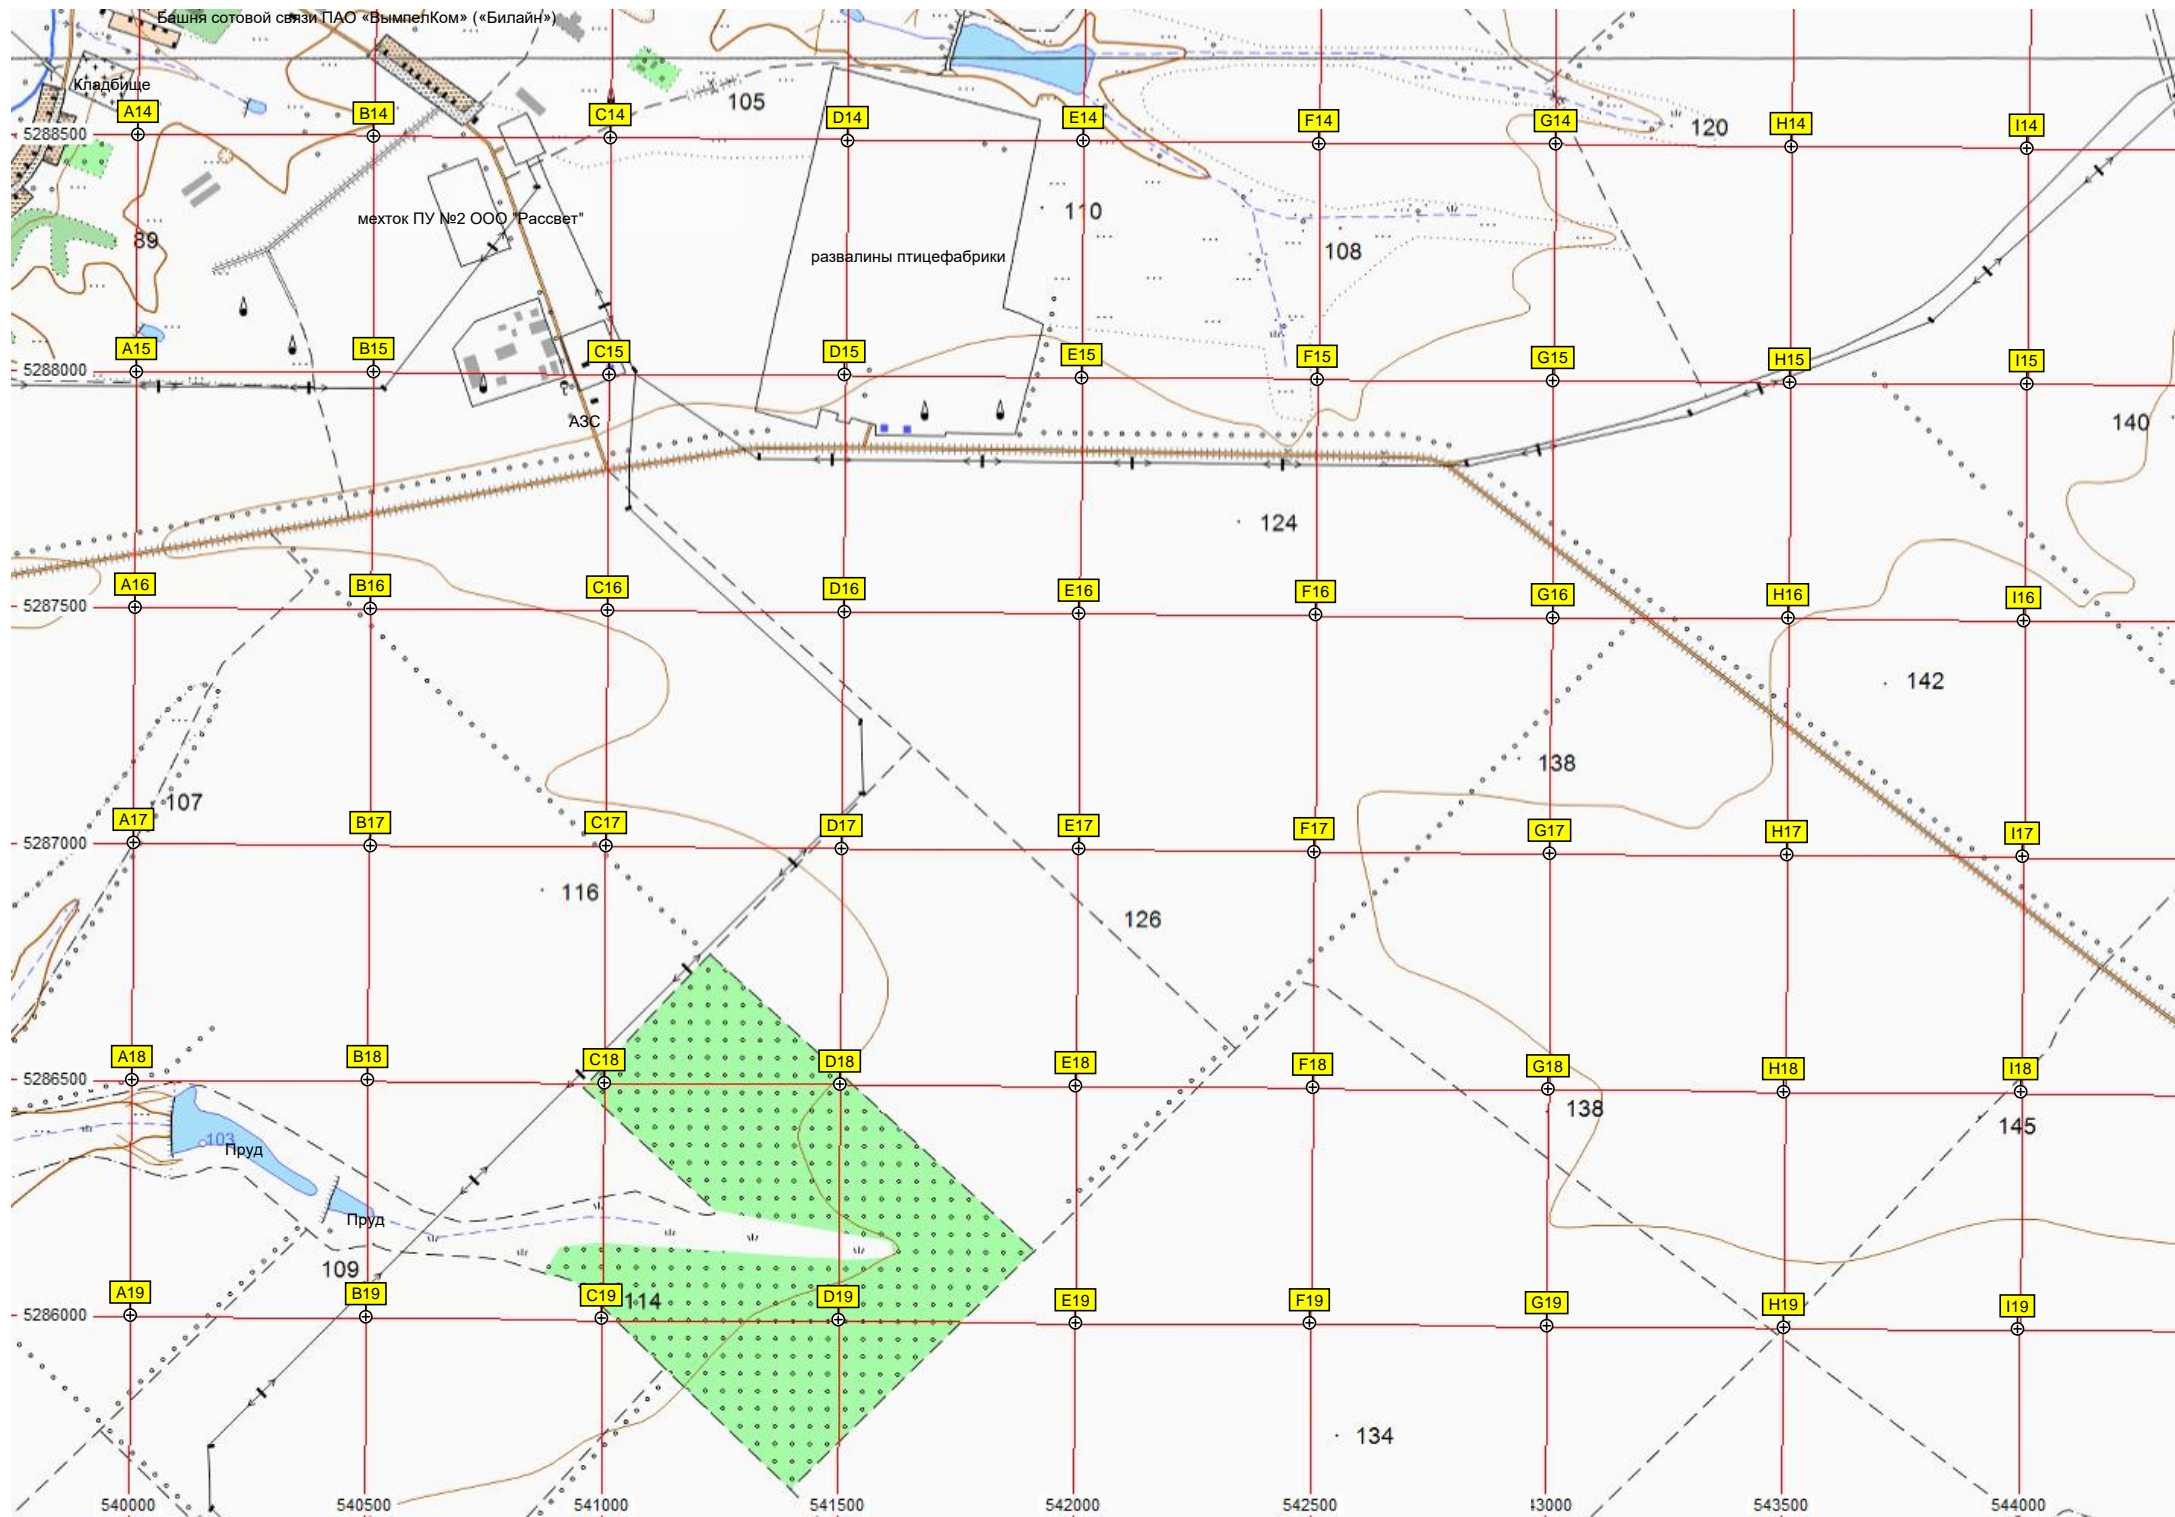 Башня сотовой связи ПАО «ВымпелКом» («Билайн»)
Кладбище
105
120
A14 B14 C14 D14 E14 F14 G14 H14 I14
5288500
110
мехток ПУ №2 ООО "Рассвет"
89
108
развалины птицефабрики
A15 B15 C15 D15 E15 F15 G15 H15 I15
5288000
АЗС
140
124
A16 B16 C16 D16 E16 F16 G16 H16 I16
5287500
142
138
107
A17 B17 C17 D17 E17 F17 G17 H17 I17
5287000
116
126
A18 B18 C18 D18 E18 F18 G18 H18 I18
5286500
138
145
103
Пруд
Пруд
109
114
A19 B19 C19 D19 E19 F19 G19 H19 I19
5286000
134
540000 540500 541000 541500 542000 542500 43000 543500 544000